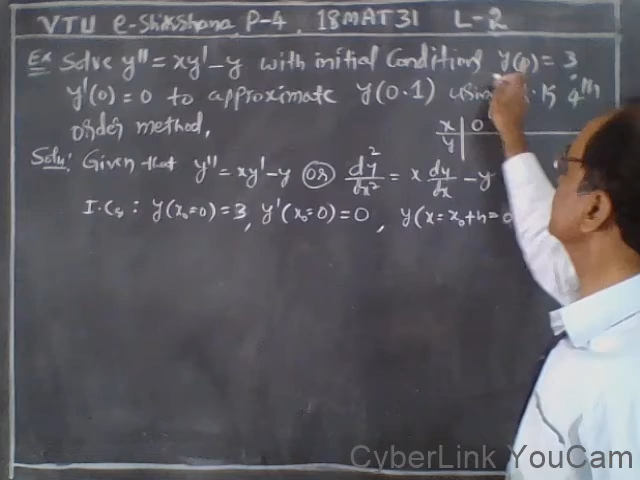 VTU e-Shikshana, P-4, 18MAT31 L-2
Ex Solve y'' = xy' - y with initial Conditions y(0) = 3
y'(0) = 0 to approximate y(0.1) K 4th
order method.
x | 0
y |
Solu: Given that y'' = xy' - y (or) d²y/dx² = x dy/dx - y
I.Cs : y(x₀=0) = 3, y'(x₀=0) = 0, y(x = x₀+h = 0
CyberLink YouCam